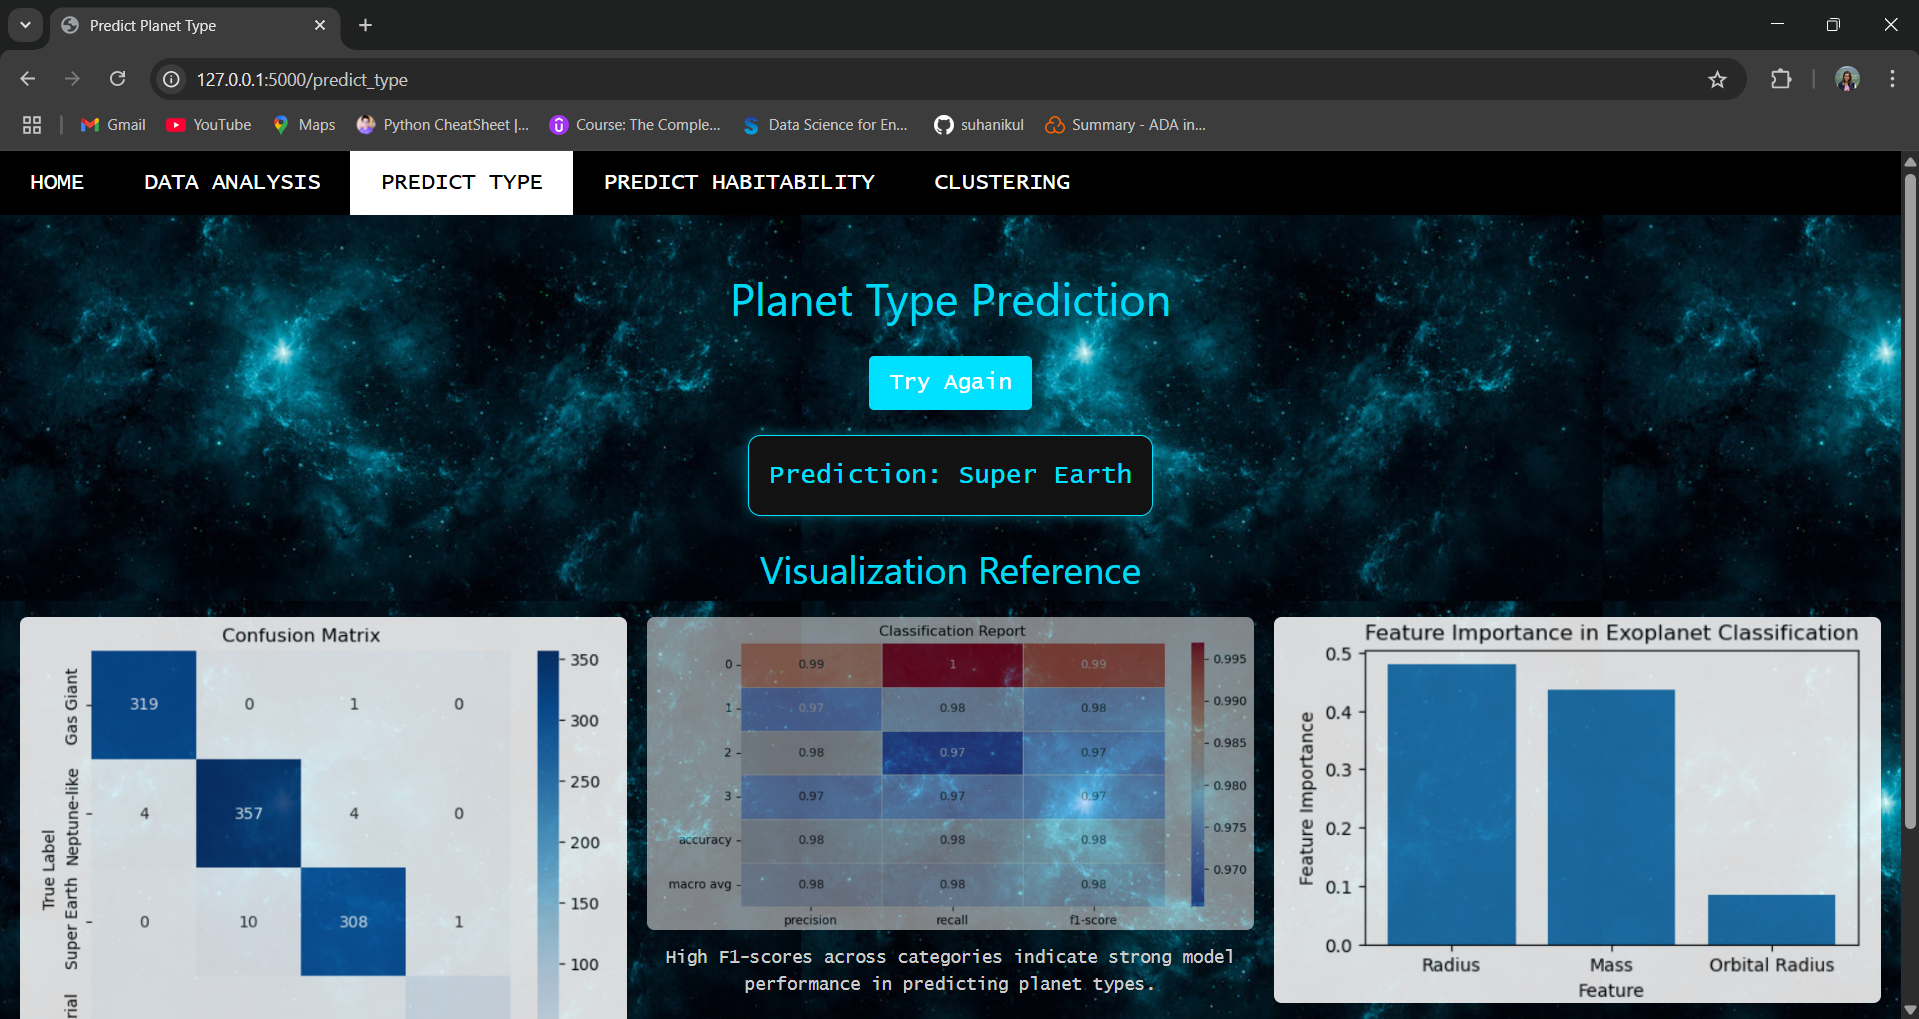 Predict Planet Type
127.0.0.1:5000/predict_type
Gmail YouTube Maps Python CheatSheet |... Course: The Comple... Data Science for En... suhanikul Summary - ADA in...
HOME DATA ANALYSIS PREDICT TYPE PREDICT HABITABILITY CLUSTERING
Planet Type Prediction
Try Again
Prediction: Super Earth
Visualization Reference
Confusion Matrix
True Label
Gas Giant
319 0 1 0
Neptune-like
4 357 4 0
Super Earth
0 10 308 1
rial
350
300
250
200
150
100
Classification Report
0 0.99 1 0.99
1 0.97 0.98 0.98
2 0.98 0.97 0.97
3 0.97 0.97 0.97
accuracy 0.98 0.98 0.98
macro avg 0.98 0.98 0.98
precision recall f1-score
0.995
0.990
0.985
0.980
0.975
0.970
High F1-scores across categories indicate strong model
performance in predicting planet types.
Feature Importance in Exoplanet Classification
Feature Importance
0.5
0.4
0.3
0.2
0.1
0.0
Radius Mass Orbital Radius
Feature